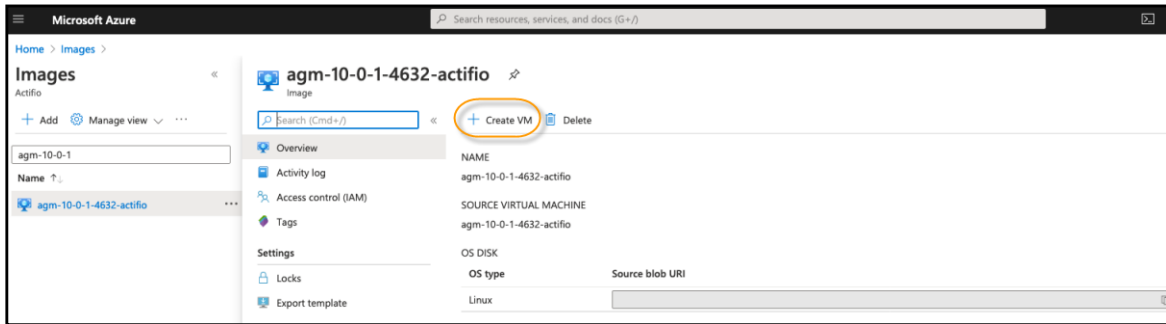 Microsoft Azure
Search resources, services, and docs (G+/)
Home > Images >
Images
Actifio
+ Add Manage view ...
agm-10-0-1
Name ↑↓
agm-10-0-1-4632-actifio ...
agm-10-0-1-4632-actifio
Image
Search (Cmd+/)
Overview
Activity log
Access control (IAM)
Tags
Settings
Locks
Export template
+ Create VM Delete
NAME
agm-10-0-1-4632-actifio
SOURCE VIRTUAL MACHINE
agm-10-0-1-4632-actifio
OS DISK
OS type Source blob URI
Linux